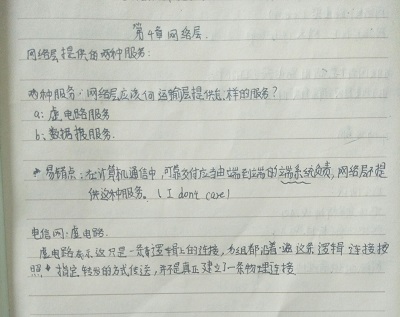 第4章 网络层.
网络层提供的两种服务:
两种服务:网络层应该向运输层提供怎样的服务?
a:虚电路服务
b:数据报服务.
*易错点:在计算机通信中,可靠交付应当由端到端的端系统负责,网络层不提
供这种服务。(I dont care)
电信网:虚电路.
虚电路表示这只是一条逻辑上的连接,分组都沿着这条逻辑连接按
照 指定转发的方式传送,并不是真正建立了一条物理连接